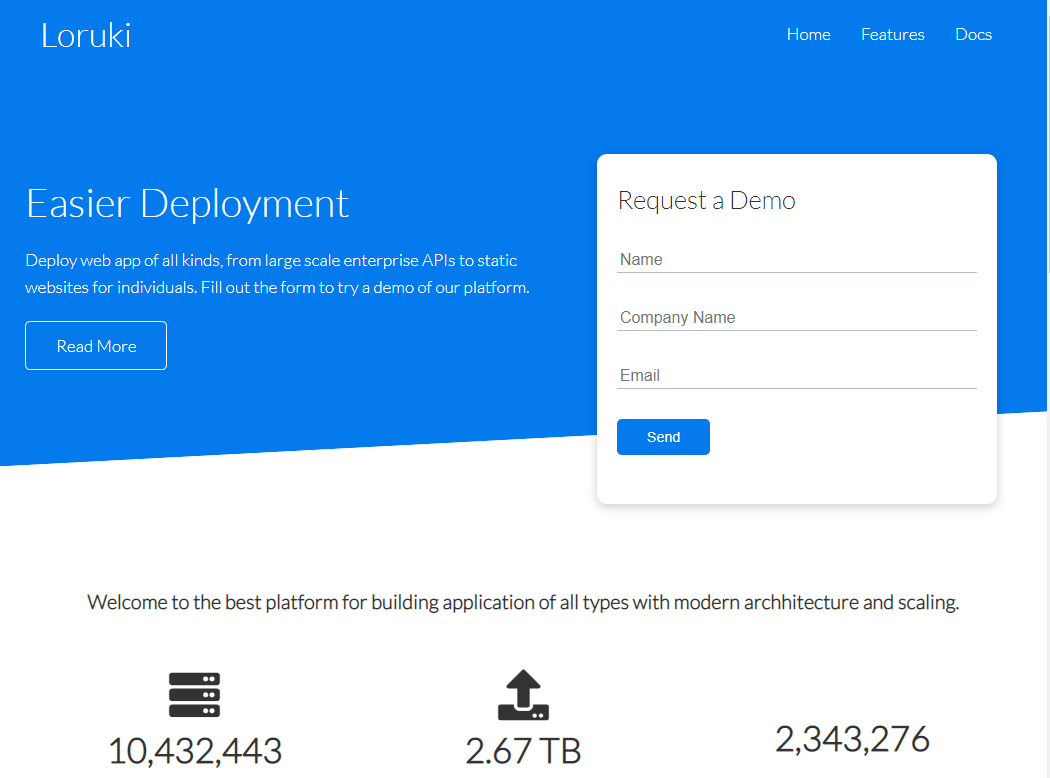 Loruki
Home Features Docs
Easier Deployment
Deploy web app of all kinds, from large scale enterprise APIs to static
websites for individuals. Fill out the form to try a demo of our platform.
Read More
Request a Demo
Name
Company Name
Email
Send
Welcome to the best platform for building application of all types with modern archhitecture and scaling.
10,432,443
2.67 TB
2,343,276